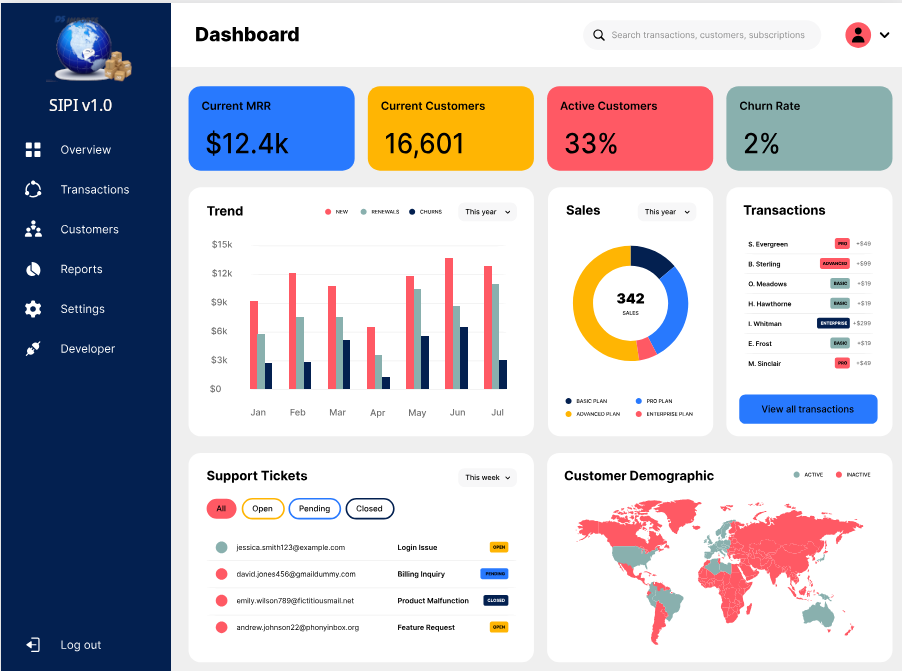 DS
SIPI v1.0
Overview
Transactions
Customers
Reports
Settings
Developer
Log out
Dashboard
Search transactions, customers, subscriptions
Current MRR
$12.4k
Current Customers
16,601
Active Customers
33%
Churn Rate
2%
Trend
NEW
RENEWALS
CHURNS
This year
$15k
$12k
$9k
$6k
$3k
$0
Jan Feb Mar Apr May Jun Jul
Sales
This year
342
SALES
BASIC PLAN
PRO PLAN
ADVANCED PLAN
ENTERPRISE PLAN
Transactions
S. Evergreen PRO +$49
B. Sterling ADVANCED +$99
O. Meadows BASIC +$19
H. Hawthorne BASIC +$19
I. Whitman ENTERPRISE +$299
E. Frost BASIC +$19
M. Sinclair PRO +$49
View all transactions
Support Tickets
This week
All Open Pending Closed
jessica.smith123@example.com Login Issue OPEN
david.jones456@gmaildummy.com Billing Inquiry PENDING
emily.wilson789@fictitiousmail.net Product Malfunction CLOSED
andrew.johnson22@phonyinbox.org Feature Request OPEN
Customer Demographic
ACTIVE
INACTIVE